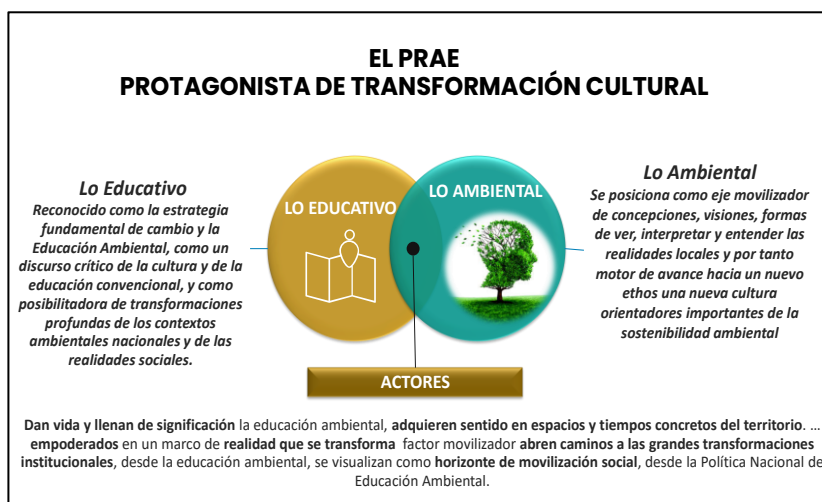 EL PRAE
PROTAGONISTA DE TRANSFORMACIÓN CULTURAL
Lo Educativo
Reconocido como la estrategia
fundamental de cambio y la
Educación Ambiental, como un
discurso crítico de la cultura y de la
educación convencional, y como
posibilitadora de transformaciones
profundas de los contextos
ambientales nacionales y de las
realidades sociales.
LO EDUCATIVO
LO AMBIENTAL
Lo Ambiental
Se posiciona como eje movilizador
de concepciones, visiones, formas
de ver, interpretar y entender las
realidades locales y por tanto
motor de avance hacia un nuevo
ethos una nueva cultura
orientadores importantes de la
sostenibilidad ambiental
ACTORES
Dan vida y llenan de significación la educación ambiental, adquieren sentido en espacios y tiempos concretos del territorio. ...
empoderados en un marco de realidad que se transforma factor movilizador abren caminos a las grandes transformaciones
institucionales, desde la educación ambiental, se visualizan como horizonte de movilización social, desde la Política Nacional de
Educación Ambiental.